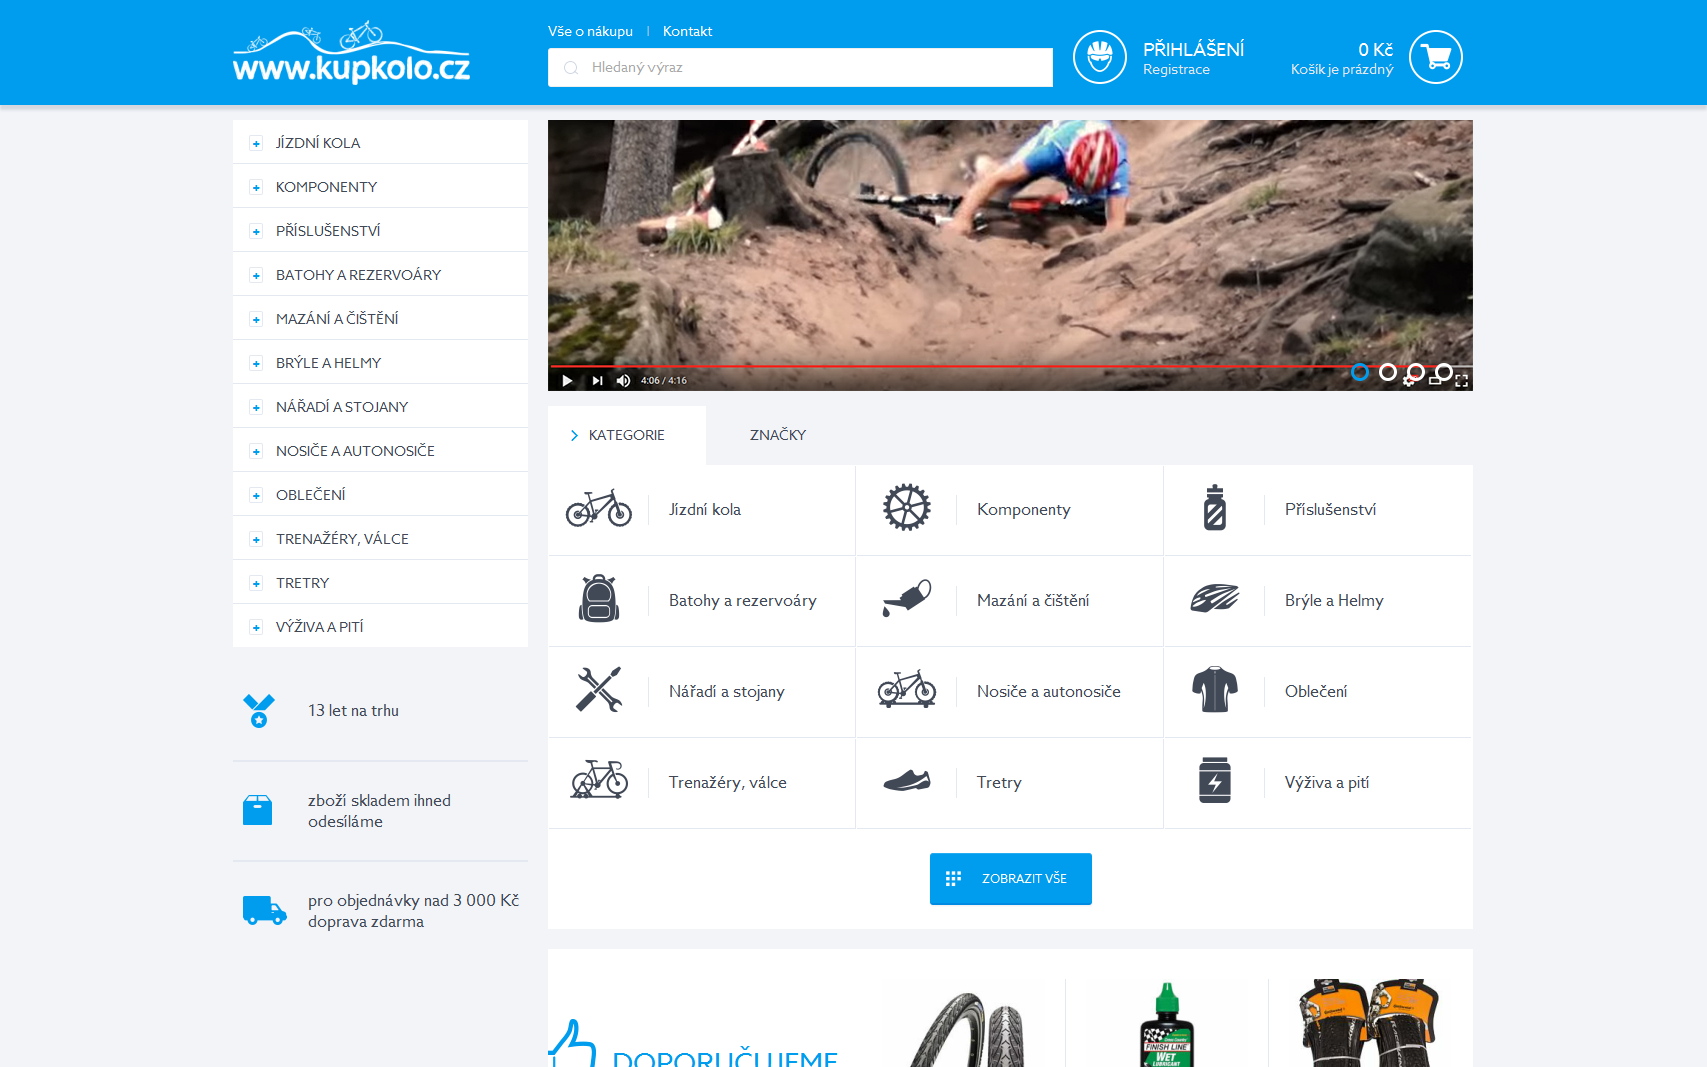 www.kupkolo.cz
Vše o nákupu | Kontakt
Hledaný výraz
PŘIHLÁŠENÍ
Registrace
0 Kč
Košík je prázdný
JÍZDNÍ KOLA
KOMPONENTY
PŘÍSLUŠENSTVÍ
BATOHY A REZERVOÁRY
MAZÁNÍ A ČIŠTĚNÍ
BRÝLE A HELMY
NÁŘADÍ A STOJANY
NOSIČE A AUTONOSIČE
OBLEČENÍ
TRENAŽÉRY, VÁLCE
TRETRY
VÝŽIVA A PITÍ
13 let na trhu
zboží skladem ihned
odesíláme
pro objednávky nad 3 000 Kč
doprava zdarma
4:06 / 4:16
KATEGORIE
ZNAČKY
Jízdní kola
Komponenty
Příslušenství
Batohy a rezervoáry
Mazání a čištění
Brýle a Helmy
Nářadí a stojany
Nosiče a autonosiče
Oblečení
Trenažéry, válce
Tretry
Výživa a pití
ZOBRAZIT VŠE
DOPORUČUJEME
FINISH LINE
WET
LUBRICANT